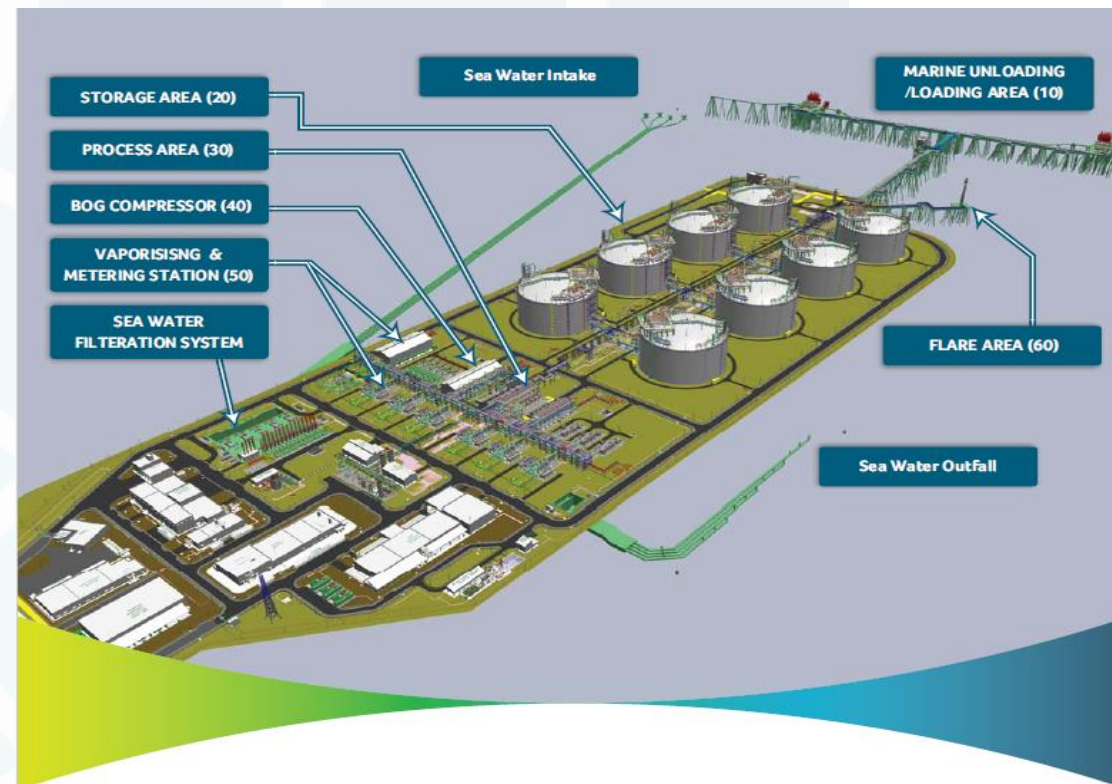 Sea Water Intake
MARINE UNLOADING
/LOADING AREA (10)
STORAGE AREA (20)
PROCESS AREA (30)
BOG COMPRESSOR (40)
VAPORISISNG &
METERING STATION (50)
SEA WATER
FILTERATION SYSTEM
FLARE AREA (60)
Sea Water Outfall